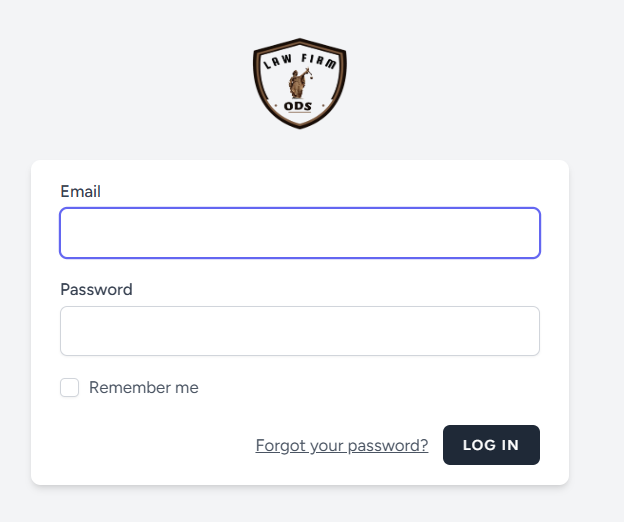 LAW FIRM
ODS
Email
Password
Remember me
Forgot your password? LOG IN